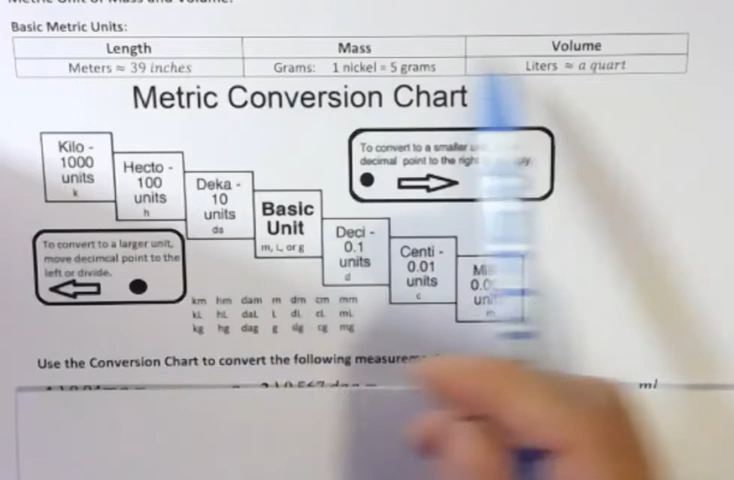 Basic Metric Units:
Length Mass Volume
Meters ≈ 39 inches Grams: 1 nickel = 5 grams Liters ≈ a quart
Metric Conversion Chart
Kilo -
1000
units
k
Hecto -
100
units
h
Deka -
10
units
da
Basic
Unit
m, L, or g
Deci -
0.1
units
d
Centi -
0.01
units
c
To convert to a smaller
decimal point to the right
To convert to a larger unit,
move decimcal point to the
left or divide.
km hm dam m dm cm mm
kL hL daL L dL cL mL
kg hg dag g dg cg mg
Use the Conversion Chart to convert the following
ml